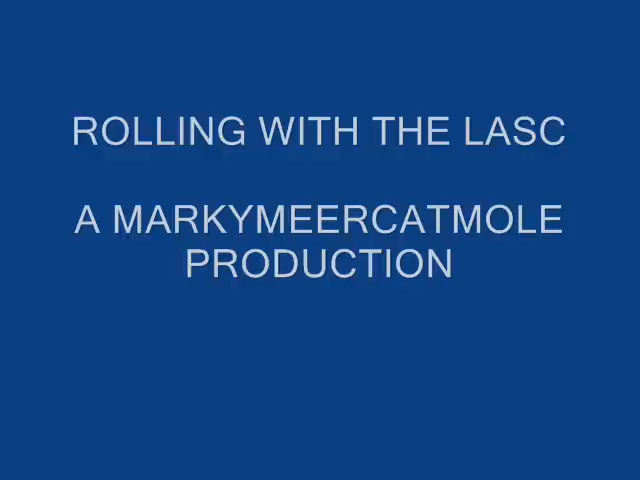 ROLLING WITH THE LASC
A MARKYMEERCATMOLE
PRODUCTION